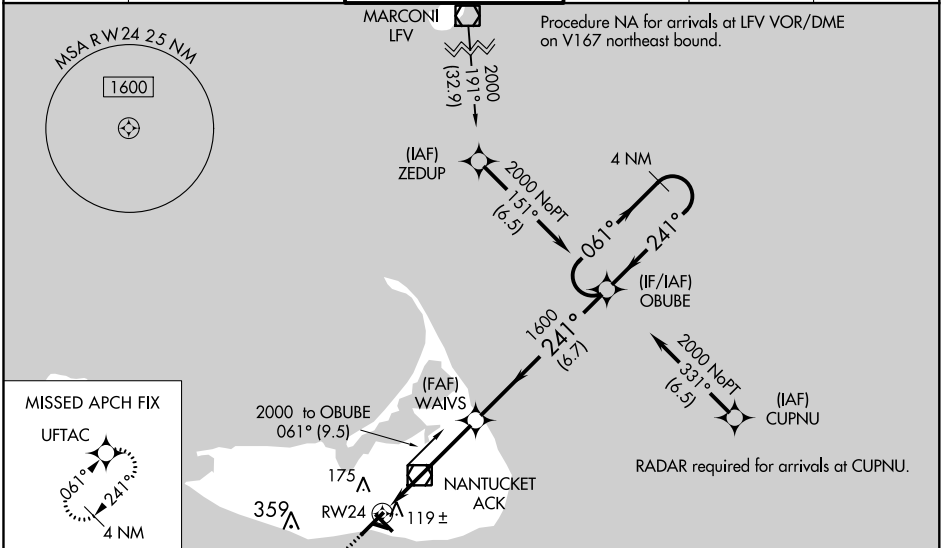 MARCONI
LFV
Procedure NA for arrivals at LFV VOR/DME
on V167 northeast bound.
MSA RW24 25 NM
1600
2000
191°
(32.9)
(IAF)
ZEDUP
2000 NoPT
151°
(6.5)
4 NM
061°
241°
(IF/IAF)
OBUBE
1600
241°
(6.7)
2000 NoPT
331°
(6.5)
(IAF)
CUPNU
(FAF)
WAIVS
MISSED APCH FIX
UFTAC
061°
241°
4 NM
2000 to OBUBE
061° (9.5)
RADAR required for arrivals at CUPNU.
175
NANTUCKET
ACK
359
RW24
119 ±